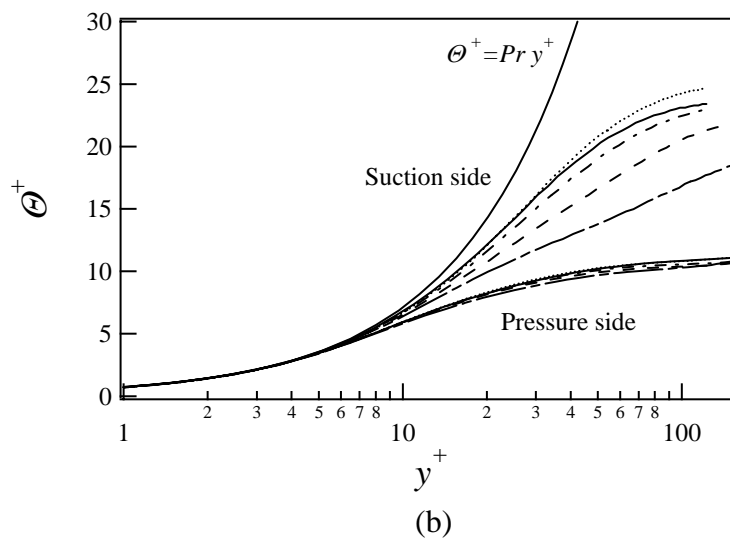 30
25
20
15
10
5
0
Θ+
Θ+=Pr y+
Suction side
Pressure side
2 3 4 5 6 7 8 2 3 4 5 6 7 8
1 10 100
y+
(b)